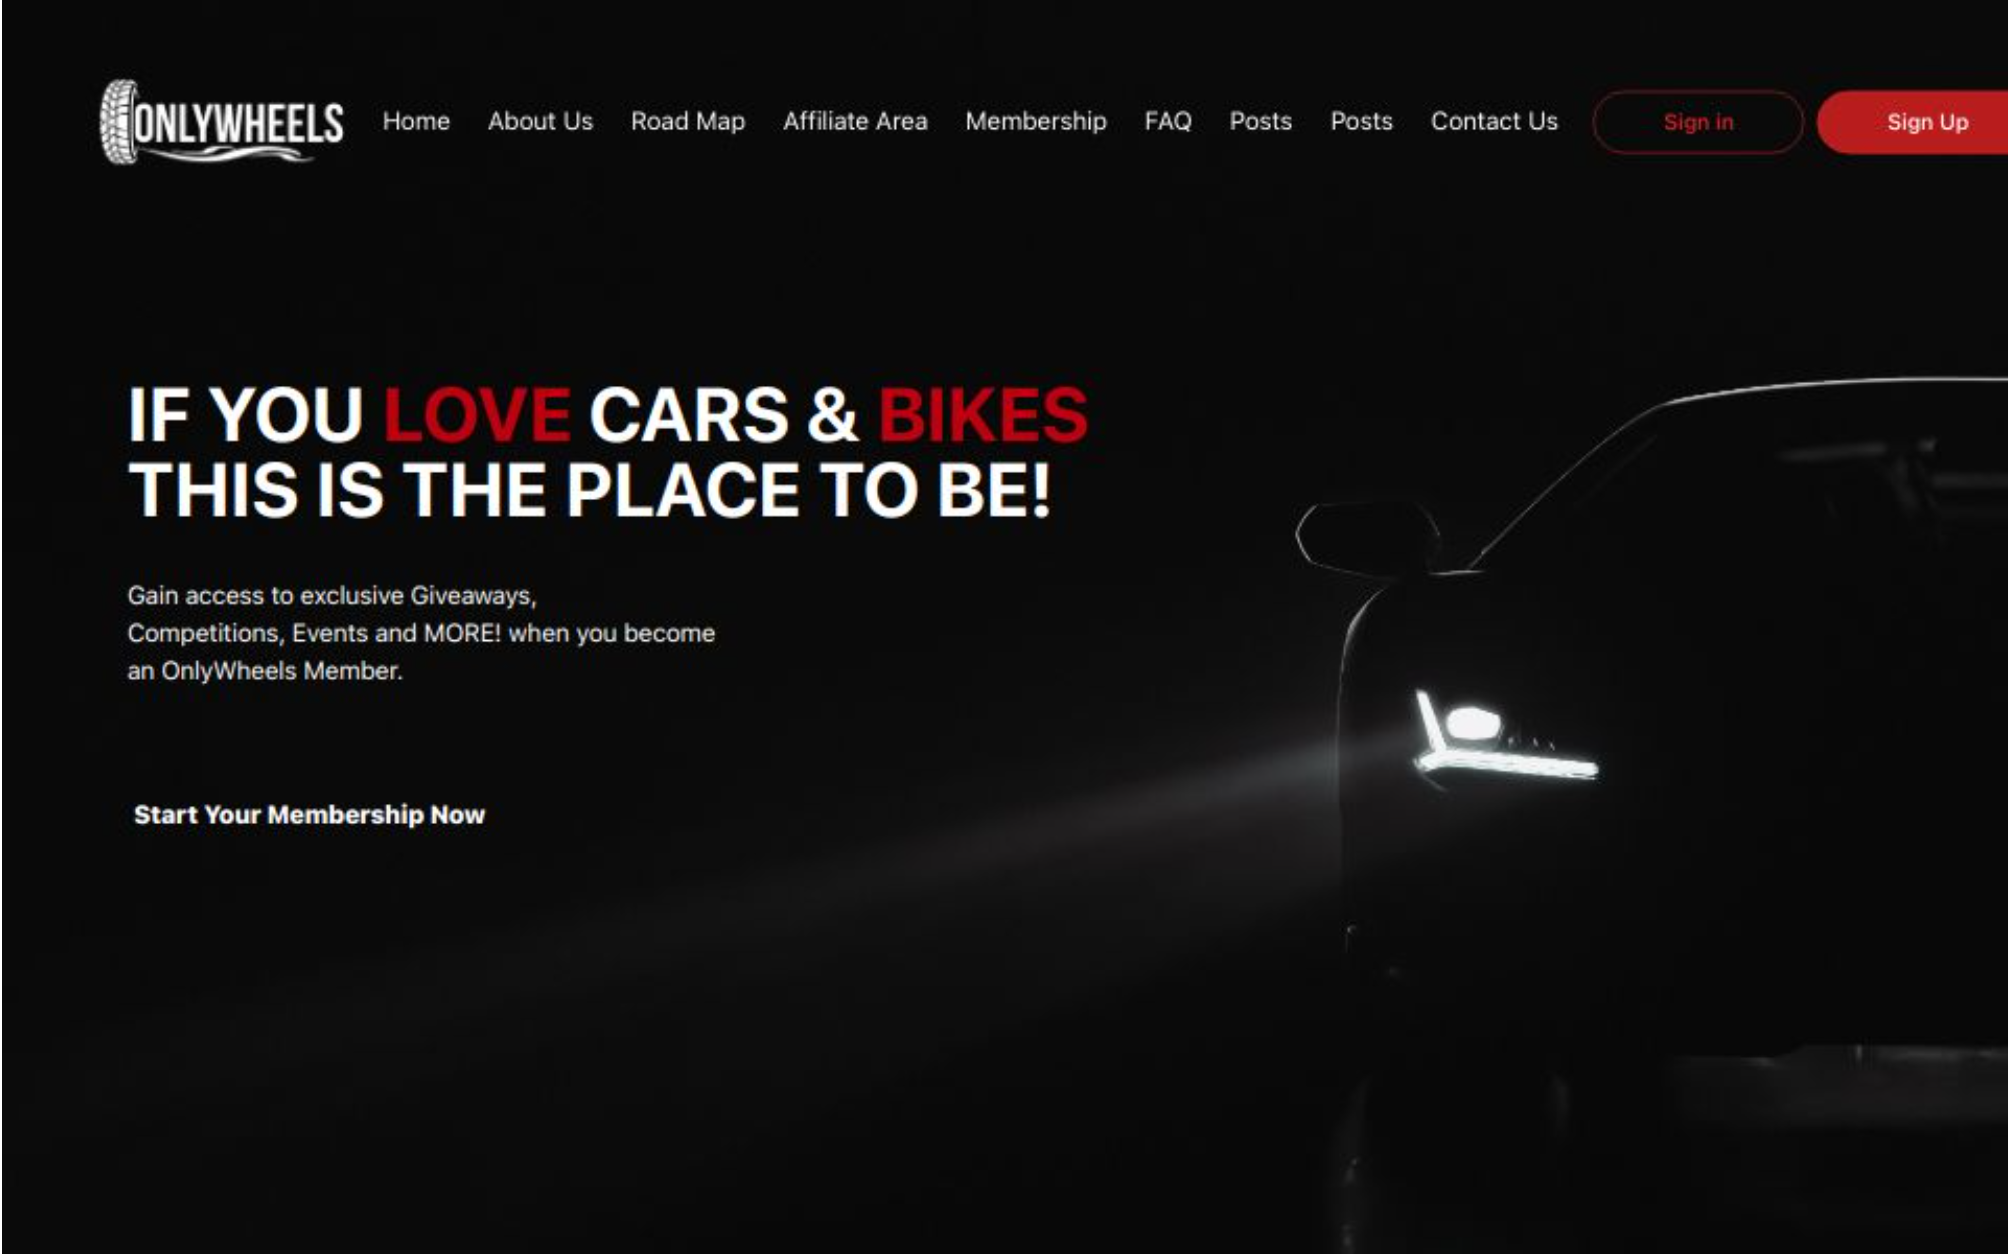 ONLYWHEELS
Home About Us Road Map Affiliate Area Membership FAQ Posts Posts Contact Us Sign in Sign Up
IF YOU LOVE CARS & BIKES
THIS IS THE PLACE TO BE!
Gain access to exclusive Giveaways,
Competitions, Events and MORE! when you become
an OnlyWheels Member.
Start Your Membership Now